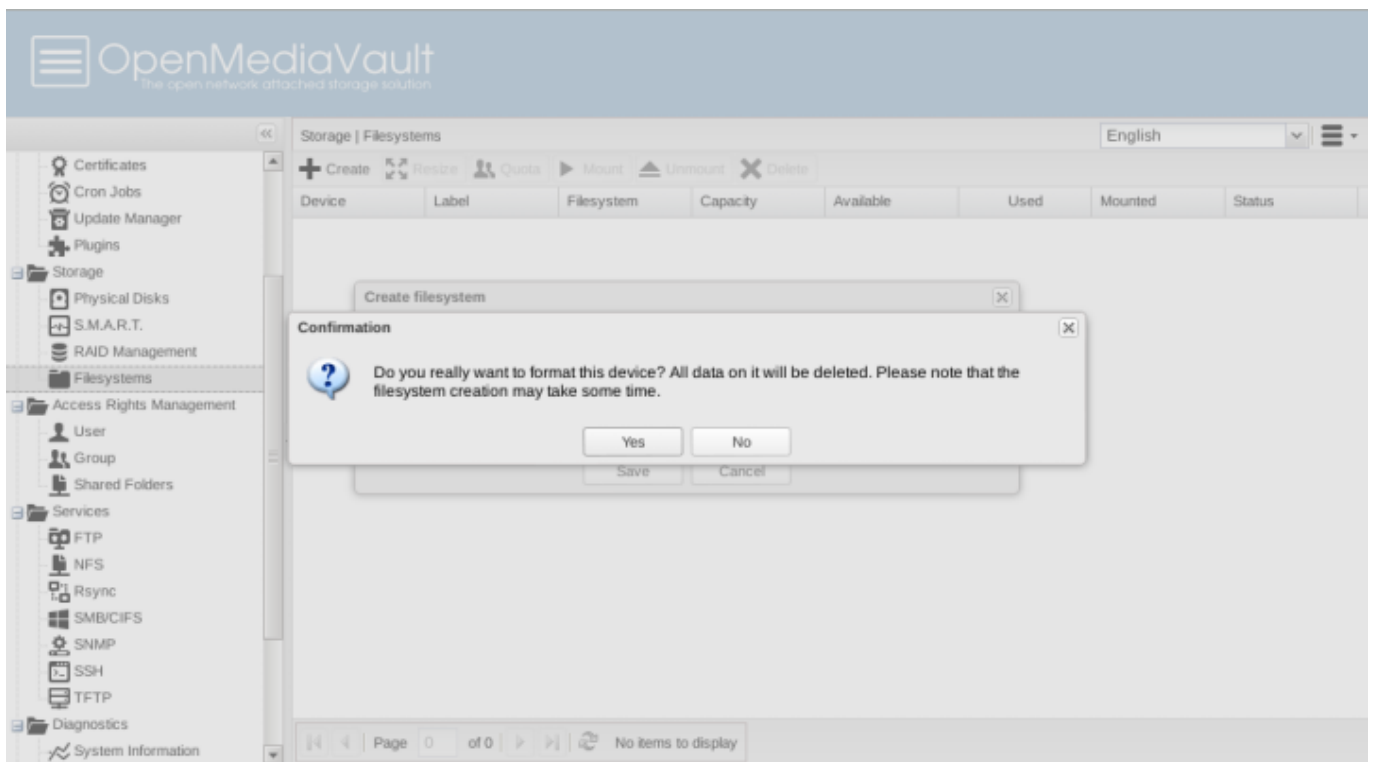 OpenMediaVault
The open network attached storage solution
Storage | Filesystems
English
Certificates
Cron Jobs
Update Manager
Plugins
Storage
Physical Disks
S.M.A.R.T.
RAID Management
Filesystems
Access Rights Management
User
Group
Shared Folders
Services
FTP
NFS
Rsync
SMB/CIFS
SNMP
SSH
TFTP
Diagnostics
System Information
Create Resize Quota Mount Unmount Delete
Device Label Filesystem Capacity Available Used Mounted Status
Create filesystem
Confirmation
Do you really want to format this device? All data on it will be deleted. Please note that the
filesystem creation may take some time.
Yes No
Save Cancel
Page 0 of 0 No items to display